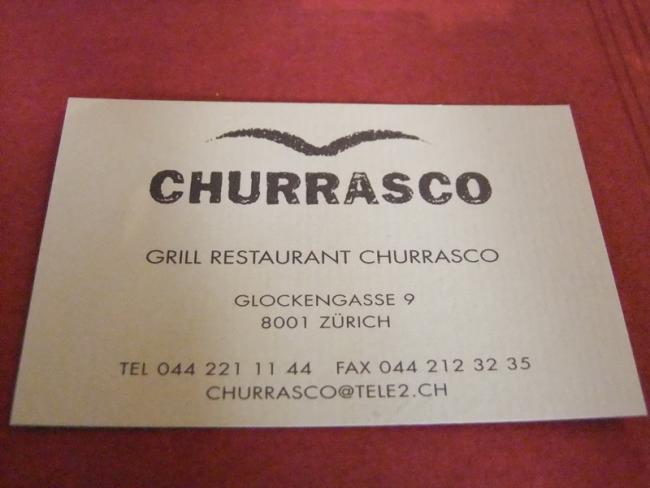 CHURRASCO
GRILL RESTAURANT CHURRASCO
GLOCKENGASSE 9
8001 ZÜRICH
TEL 044 221 11 44 FAX 044 212 32 35
CHURRASCO@TELE2.CH